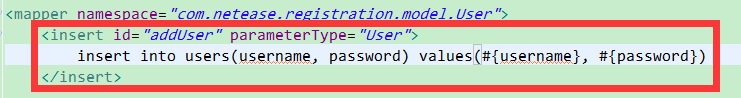 <mapper namespace="com.netease.registration.model.User">
<insert id="addUser" parameterType="User">
insert into users(username, password) values(#{username}, #{password})
</insert>